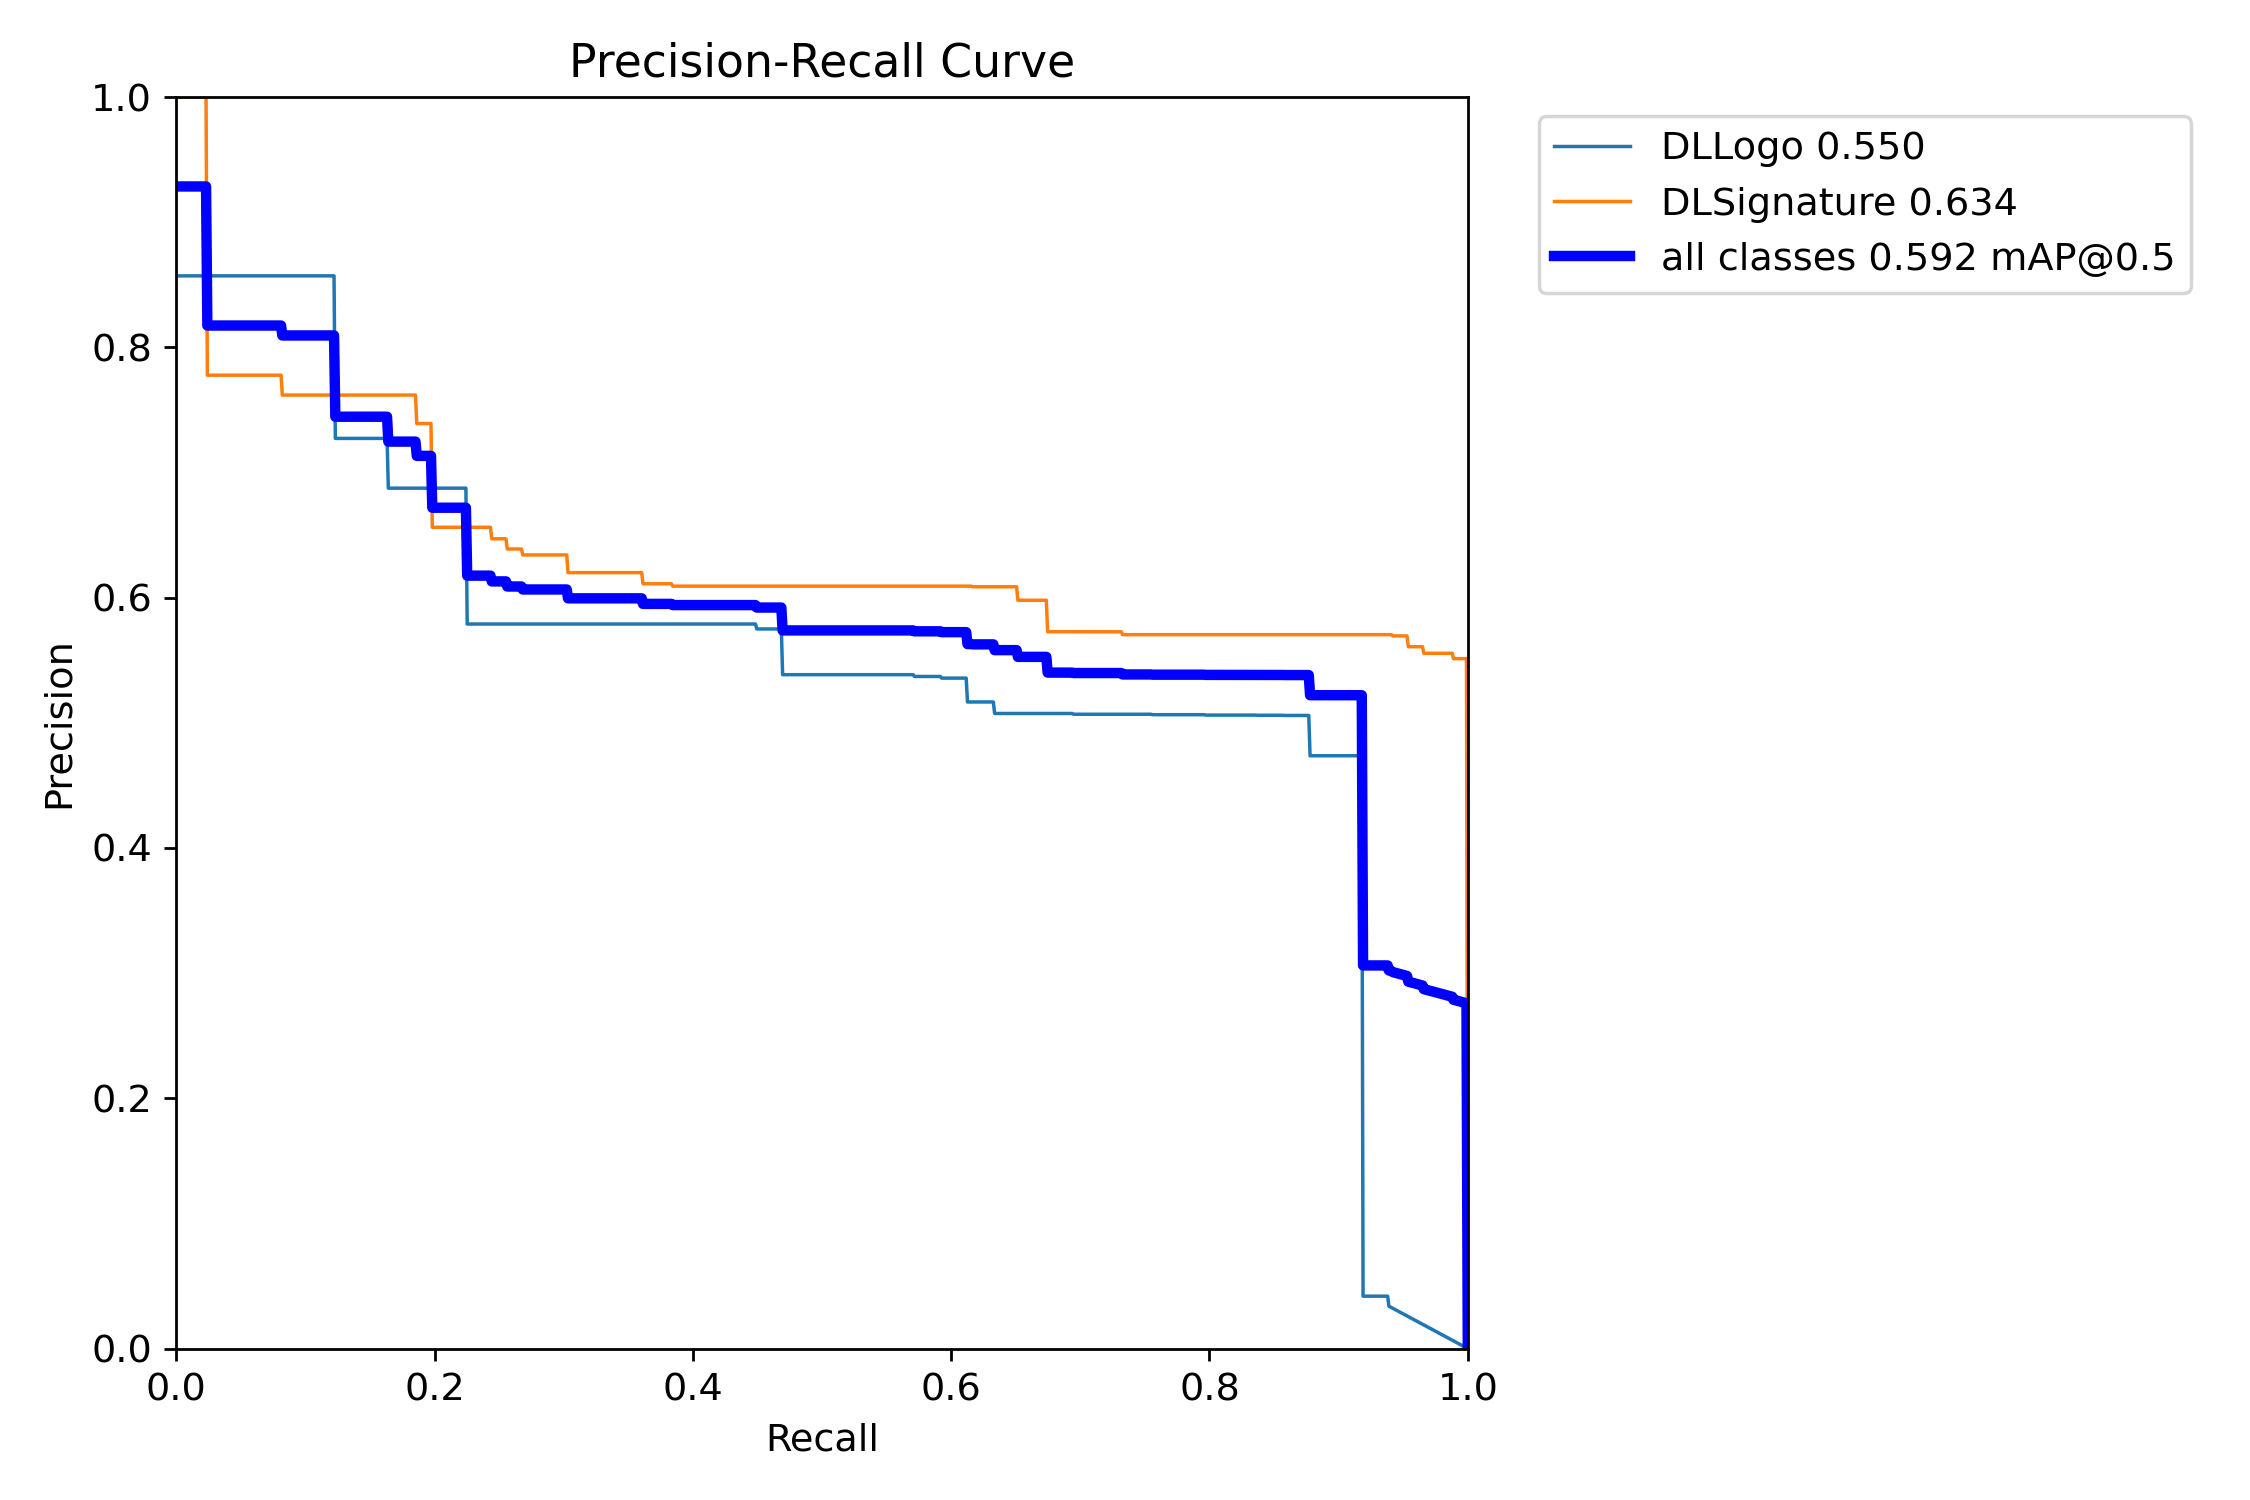 Precision-Recall Curve
1.0
0.8
0.6
0.4
0.2
0.0
Precision
0.0 0.2 0.4 0.6 0.8 1.0
Recall
DLLogo 0.550
DLSignature 0.634
all classes 0.592 mAP@0.5